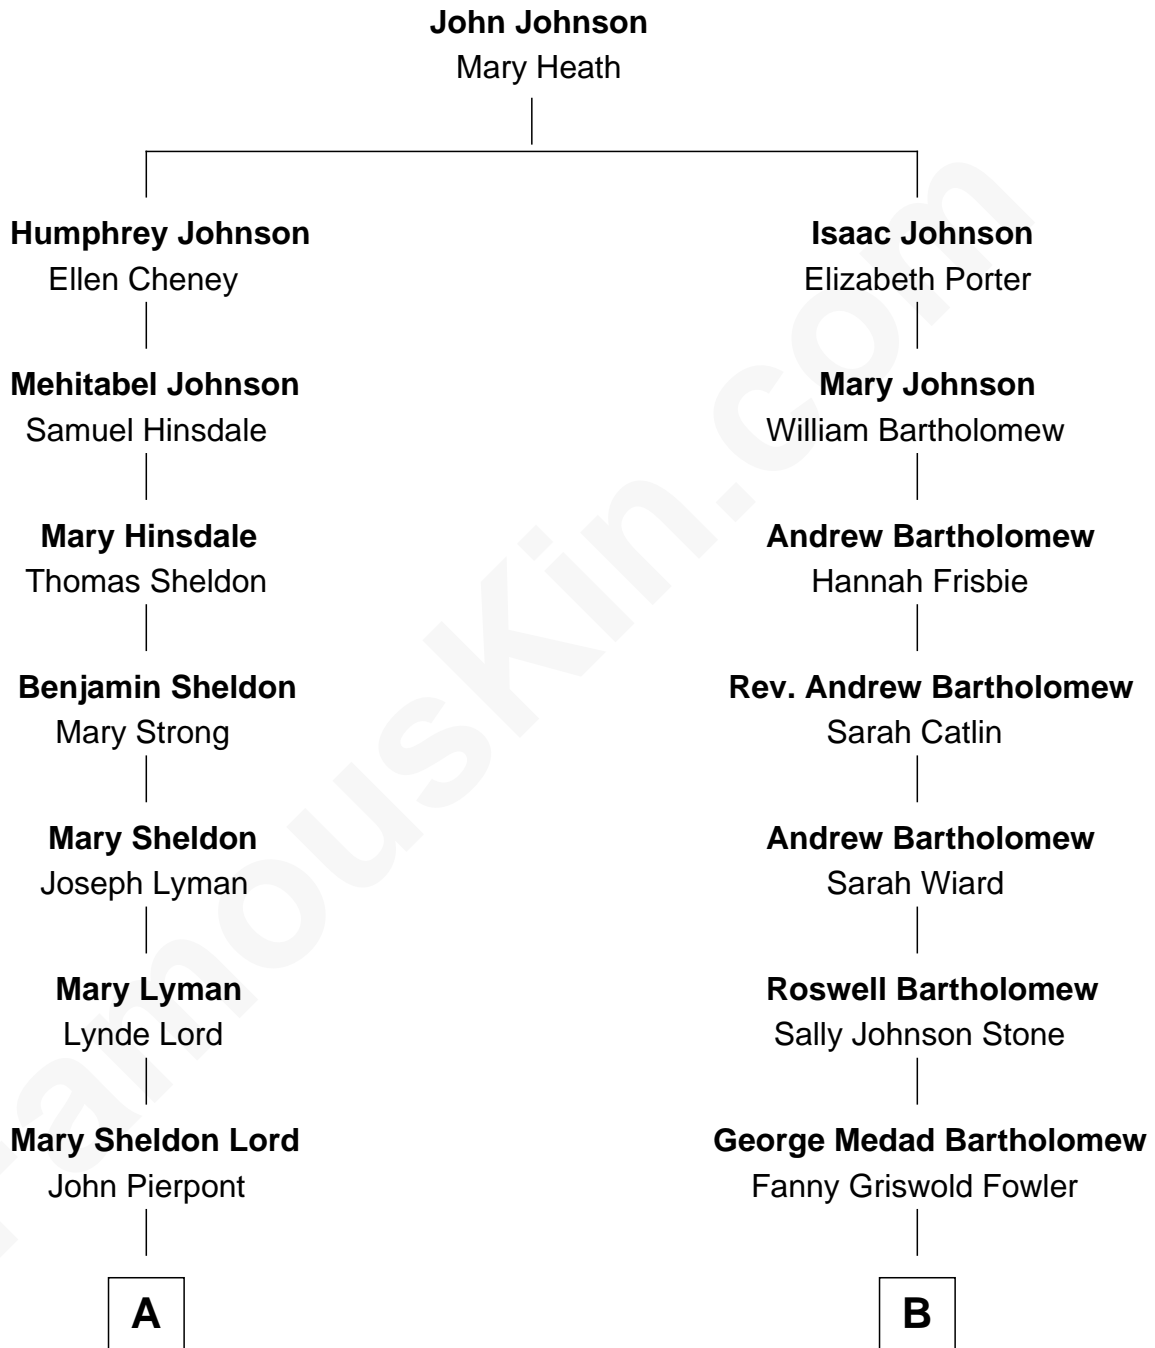 John Johnson
Mary Heath
Humphrey Johnson
Ellen Cheney
Isaac Johnson
Elizabeth Porter
Mehitabel Johnson
Samuel Hinsdale
Mary Johnson
William Bartholomew
Mary Hinsdale
Thomas Sheldon
Andrew Bartholomew
Hannah Frisbie
Benjamin Sheldon
Mary Strong
Rev. Andrew Bartholomew
Sarah Catlin
Mary Sheldon
Joseph Lyman
Andrew Bartholomew
Sarah Wiard
Mary Lyman
Lynde Lord
Roswell Bartholomew
Sally Johnson Stone
Mary Sheldon Lord
John Pierpont
George Medad Bartholomew
Fanny Griswold Fowler
A
B
FamousKin.com